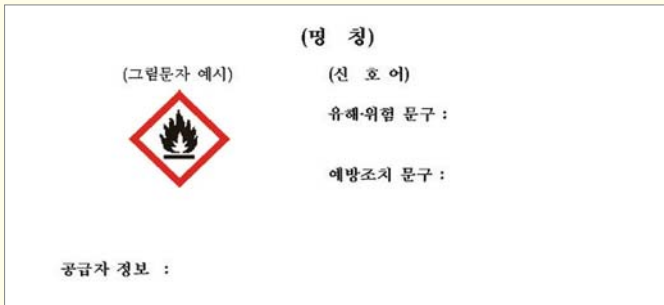 (명 칭)
(그림문자 예시)
(신 호 어)
유해·위험 문구 :
예방조치 문구 :
공급자 정보 :